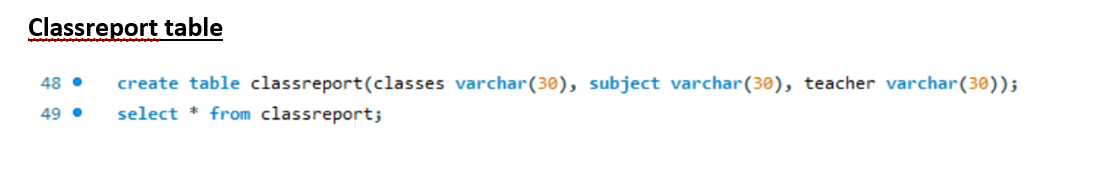 Classreport table
48 • create table classreport(classes varchar(30), subject varchar(30), teacher varchar(30));
49 • select * from classreport;